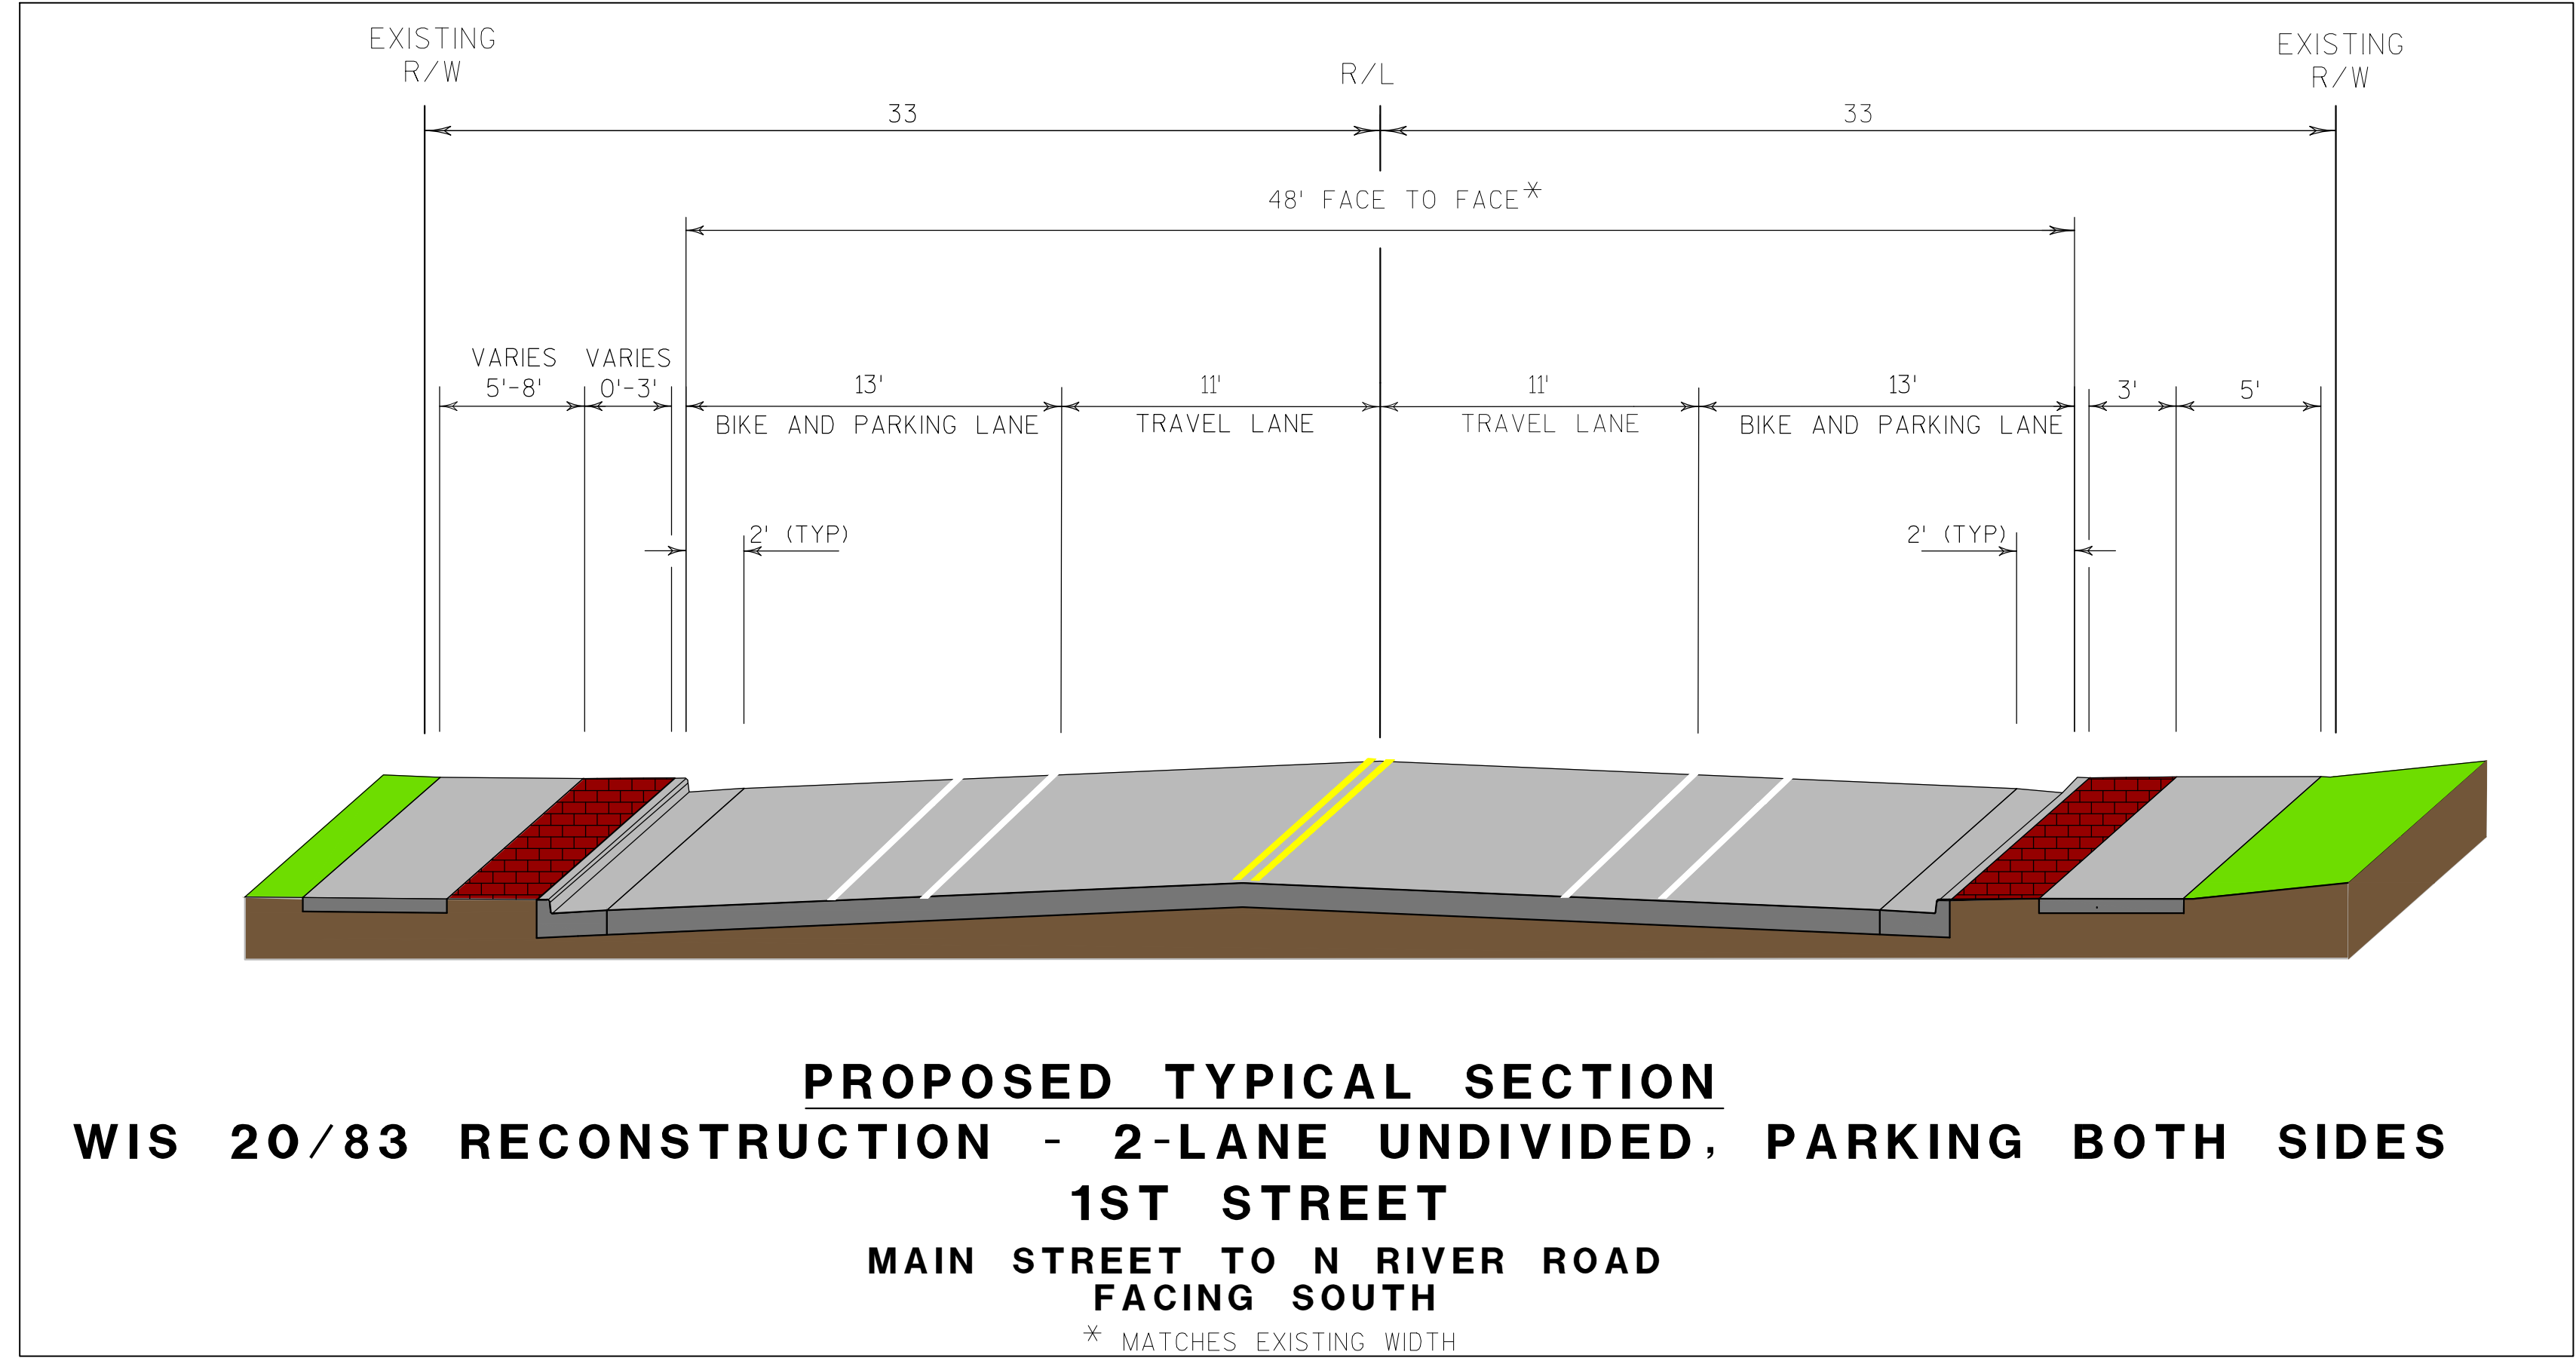 EXISTING
R/W
R/L
EXISTING
R/W
33
33
48' FACE TO FACE*
VARIES
5'-8'
VARIES
0'-3'
13'
BIKE AND PARKING LANE
11'
TRAVEL LANE
11'
TRAVEL LANE
13'
BIKE AND PARKING LANE
3'
5'
2' (TYP)
2' (TYP)
PROPOSED TYPICAL SECTION
WIS 20/83 RECONSTRUCTION - 2-LANE UNDIVIDED, PARKING BOTH SIDES
1ST STREET
MAIN STREET TO N RIVER ROAD
FACING SOUTH
* MATCHES EXISTING WIDTH